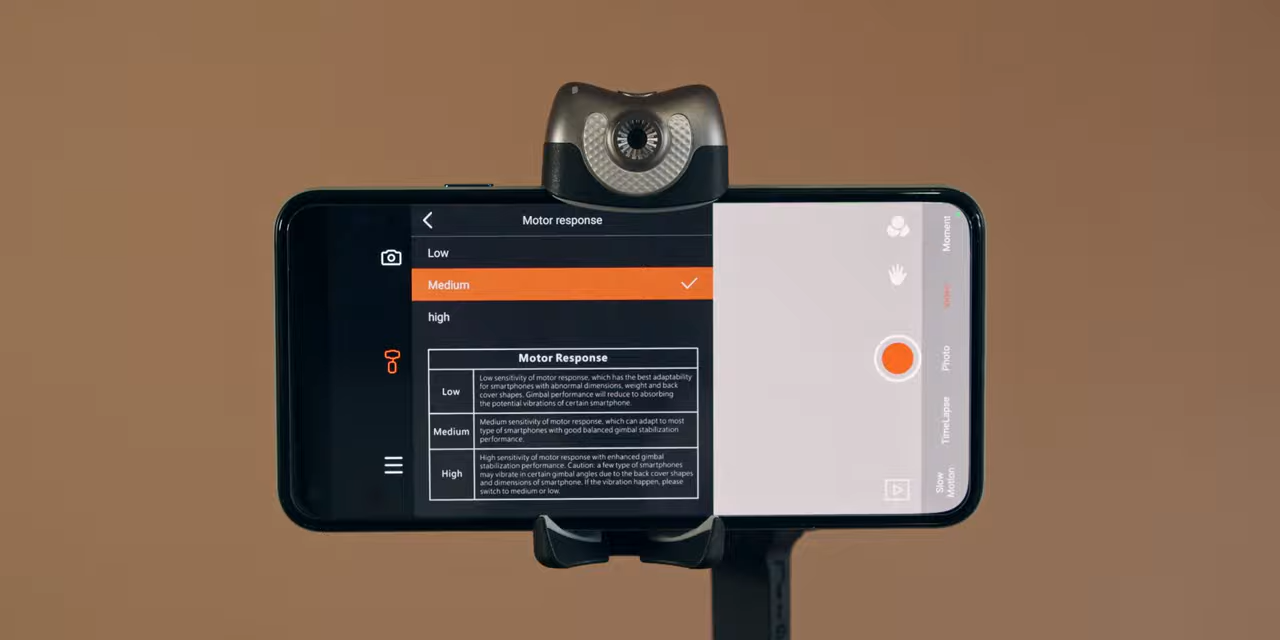 Motor response
Low
Medium
high
Motor Response
Low
Low sensitivity of motor response, which has the best adaptability
for smartphones with abnormal dimensions, weight and back
cover shapes. Gimbal performance will reduce to absorbing
the potential vibrations of certain smartphone.
Medium
Medium sensitivity of motor response, which can adapt to most
type of smartphones with good balanced gimbal stabilization
performance.
High
High sensitivity of motor response with enhanced gimbal
stabilization performance. Caution: a few type of smartphones
may vibrate in certain gimbal angles due to the back cover shapes
and dimensions of smartphone. If the vibration happen, please
switch to medium or low.
Moment
Video
Photo
TimeLapse
Slow
Motion